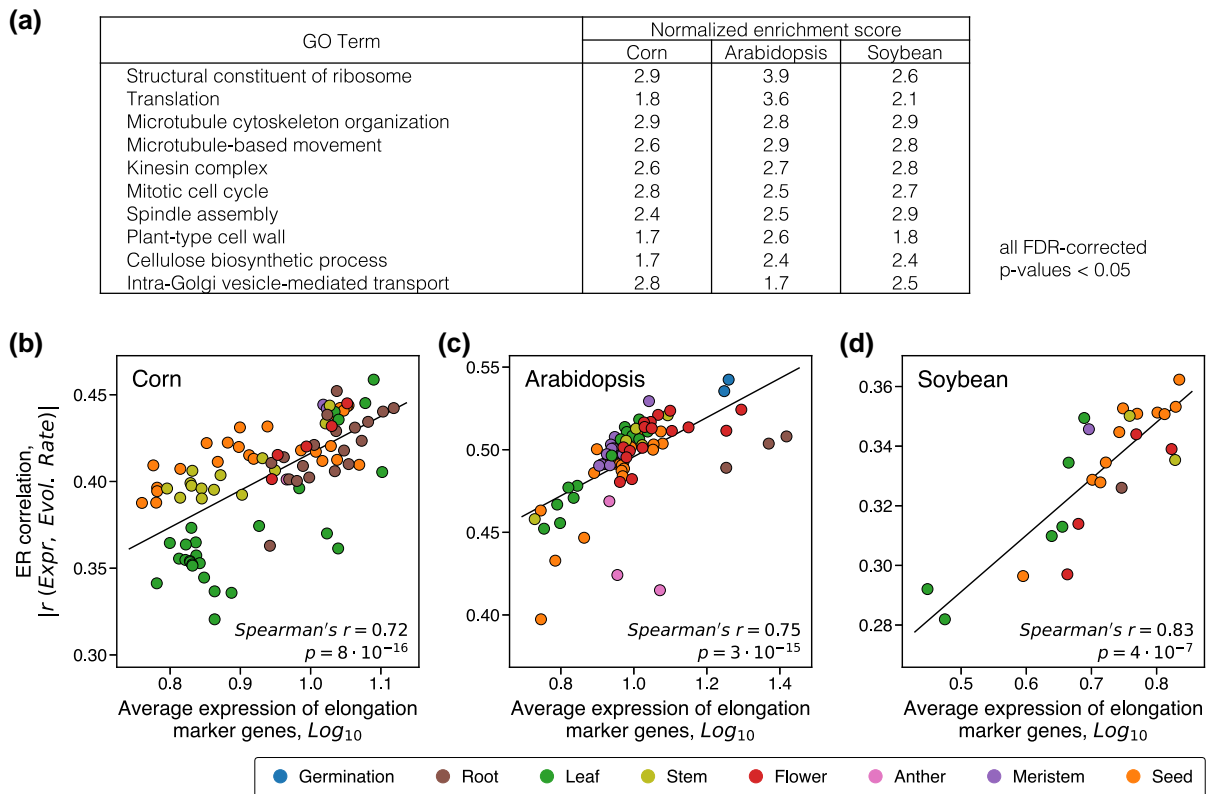 (a)
GO Term
Normalized enrichment score
Corn Arabidopsis Soybean
Structural constituent of ribosome 2.9 3.9 2.6
Translation 1.8 3.6 2.1
Microtubule cytoskeleton organization 2.9 2.8 2.9
Microtubule-based movement 2.6 2.9 2.8
Kinesin complex 2.6 2.7 2.8
Mitotic cell cycle 2.8 2.5 2.7
Spindle assembly 2.4 2.5 2.9
Plant-type cell wall 1.7 2.6 1.8
Cellulose biosynthetic process 1.7 2.4 2.4
Intra-Golgi vesicle-mediated transport 2.8 1.7 2.5
all FDR-corrected
p-values < 0.05
(b)
ER correlation,
|r (Expr, Evol. Rate)|
Corn
0.45
0.40
0.35
0.30
Spearman's r = 0.72
p = 8 · 10⁻¹⁶
0.8 0.9 1.0 1.1
Average expression of elongation
marker genes, Log₁₀
(c)
Arabidopsis
0.55
0.50
0.45
0.40
Spearman's r = 0.75
p = 3 · 10⁻¹⁵
0.8 1.0 1.2 1.4
Average expression of elongation
marker genes, Log₁₀
(d)
Soybean
0.36
0.34
0.32
0.30
0.28
Spearman's r = 0.83
p = 4 · 10⁻⁷
0.5 0.6 0.7 0.8
Average expression of elongation
marker genes, Log₁₀
Germination Root Leaf Stem Flower Anther Meristem Seed